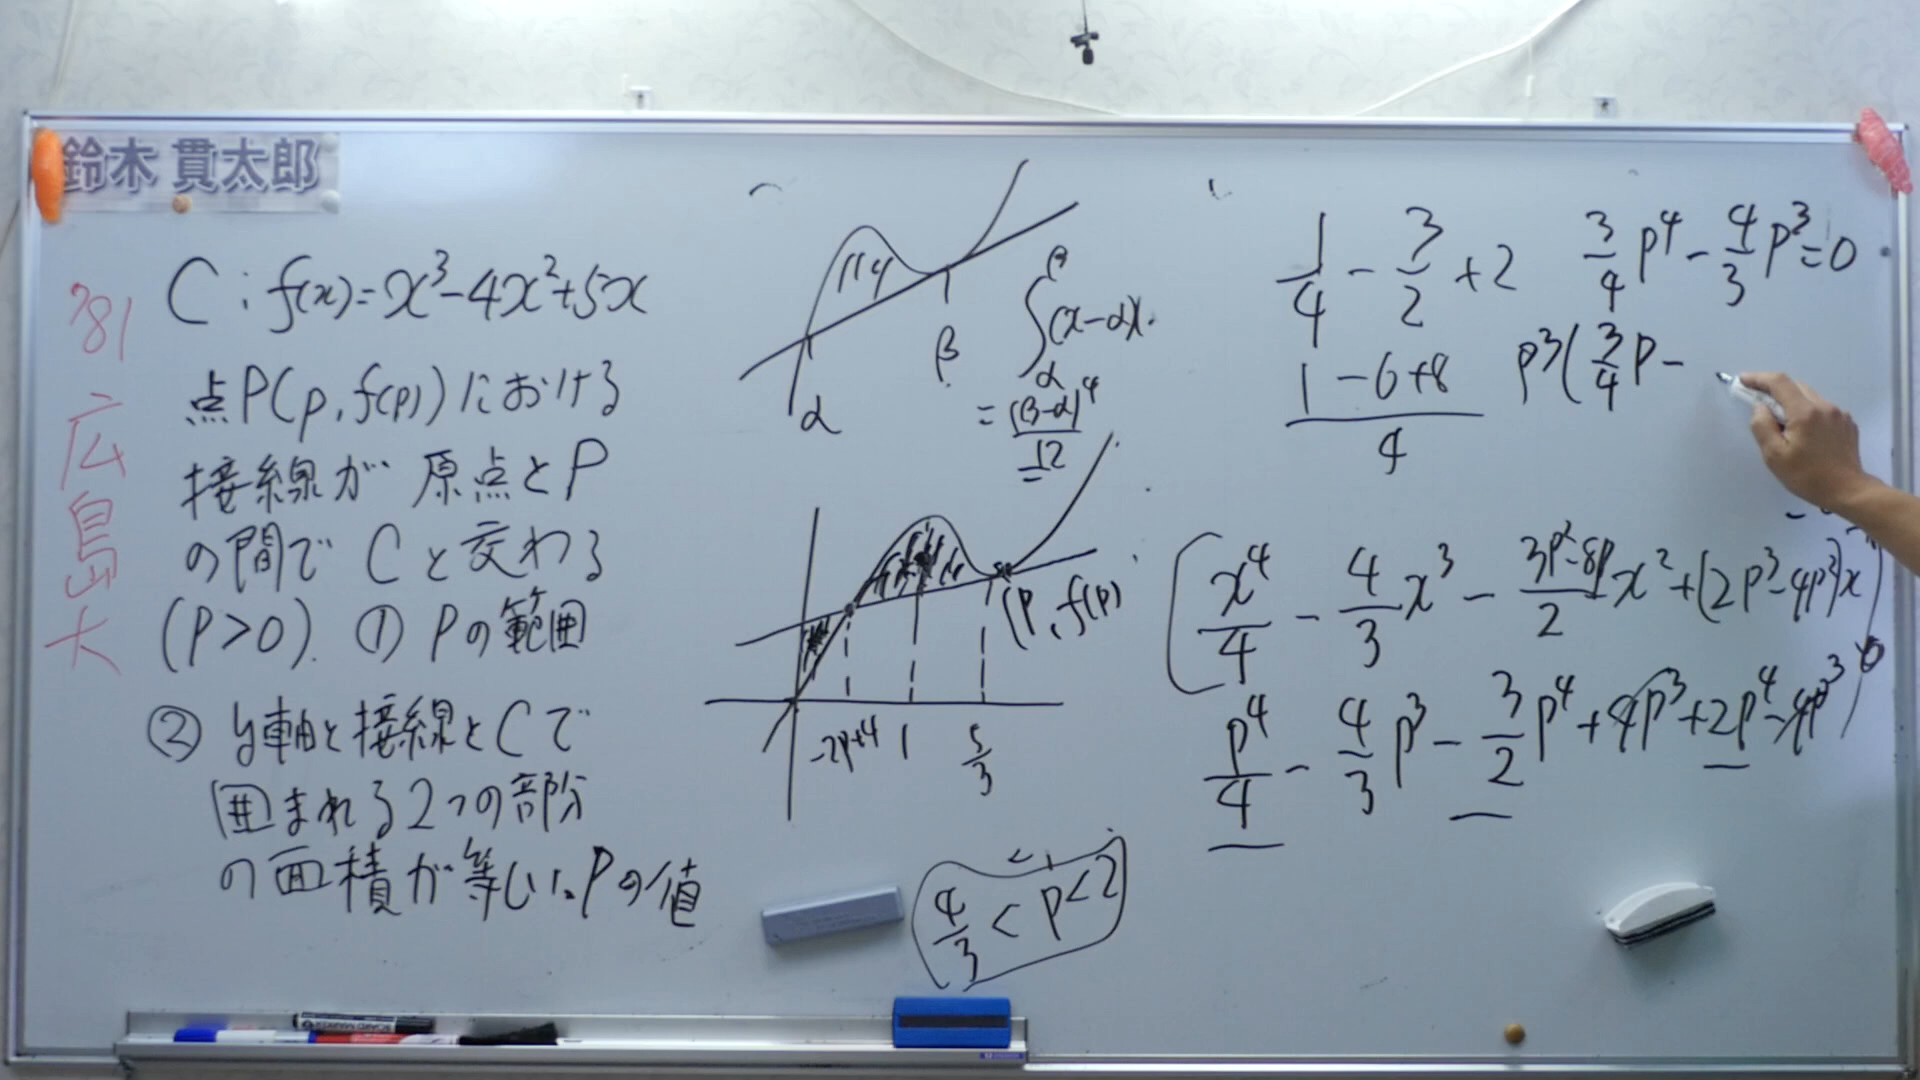 鈴木 貫太郎
'81 広島大
C : f(x)=x³-4x²+5x
点P(p, f(p))における
接線が 原点とP
の間で Cと交わる
(P>0). ① Pの範囲
② y軸と接線とCで
囲まれる2つの部分
の面積が等しい、Pの値
α
β
∫_α^β (x-α)(x-
= (β-α)⁴/12
(p, f(p))
-2p+4 1 5/3
4/3 < p < 2
1/4 - 3/2 + 2
(1-6+8)/4
3/4 p⁴ - 4/3 p³ = 0
p³(3/4 p -
x⁴/4 - 4/3 x³ - (3p²-8p)/2 x² + (2p³-4p²)x
p⁴/4 - 4/3 p³ - 3/2 p⁴ + 4p³ + 2p⁴ - 4p³